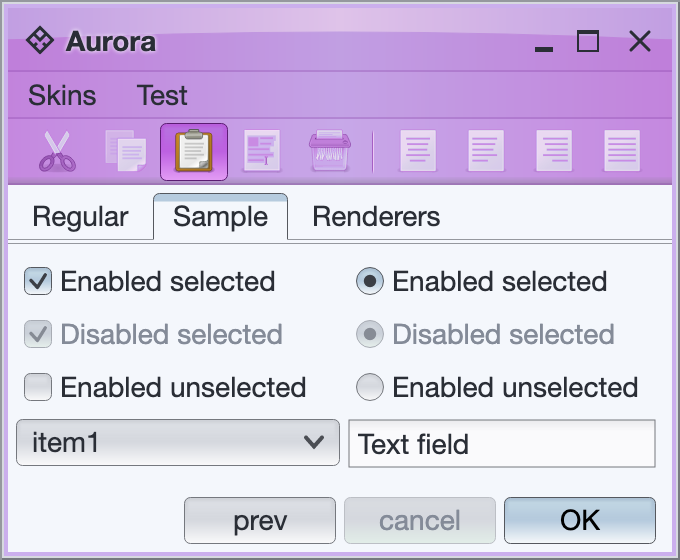 Aurora
Skins Test
Regular Sample Renderers
Enabled selected Enabled selected
Disabled selected Disabled selected
Enabled unselected Enabled unselected
item1 Text field
prev cancel OK